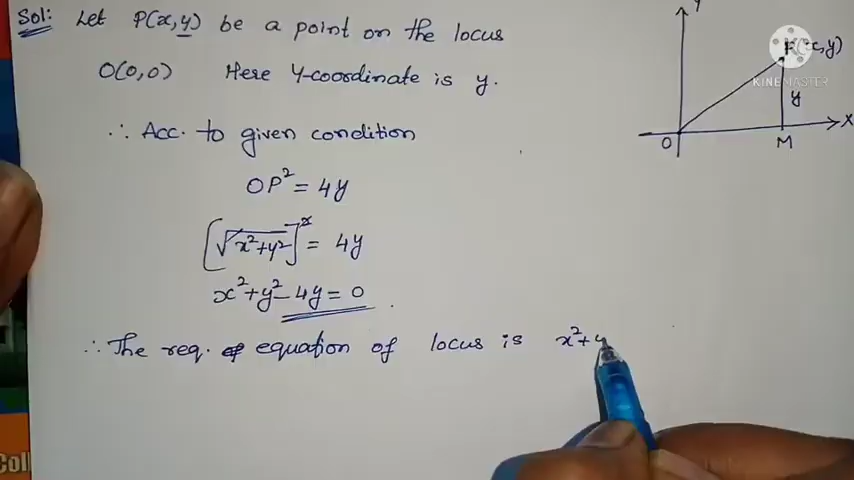 Sol: Let P(x,y) be a point on the locus
O(0,0) Here Y-coordinate is y.
∴ Acc. to given condition
OP² = 4y
[√x²+y²]² = 4y
x²+y²-4y = 0
∴ The req. equation of locus is x²+y
Y
P(x,y)
KINEMASTER
y
O
M
X
Col